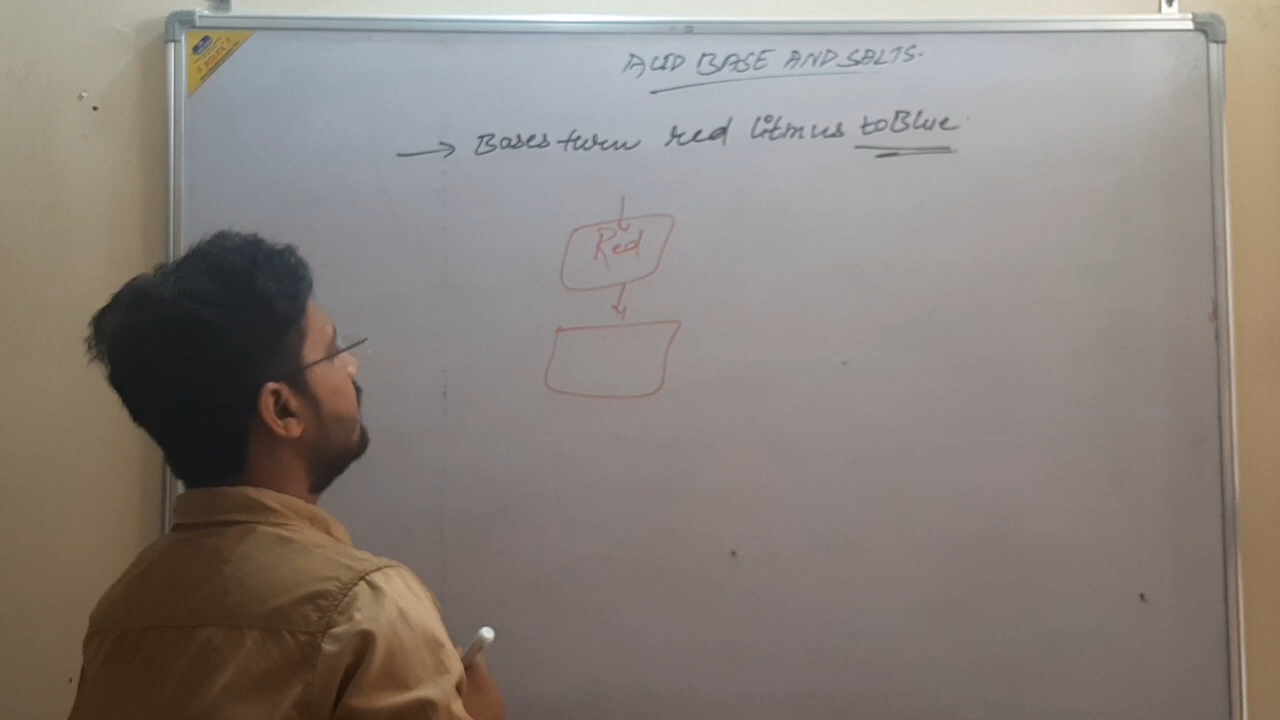 ACID BASE AND SALTS.
→ Bases turn red litmus to Blue.
Red